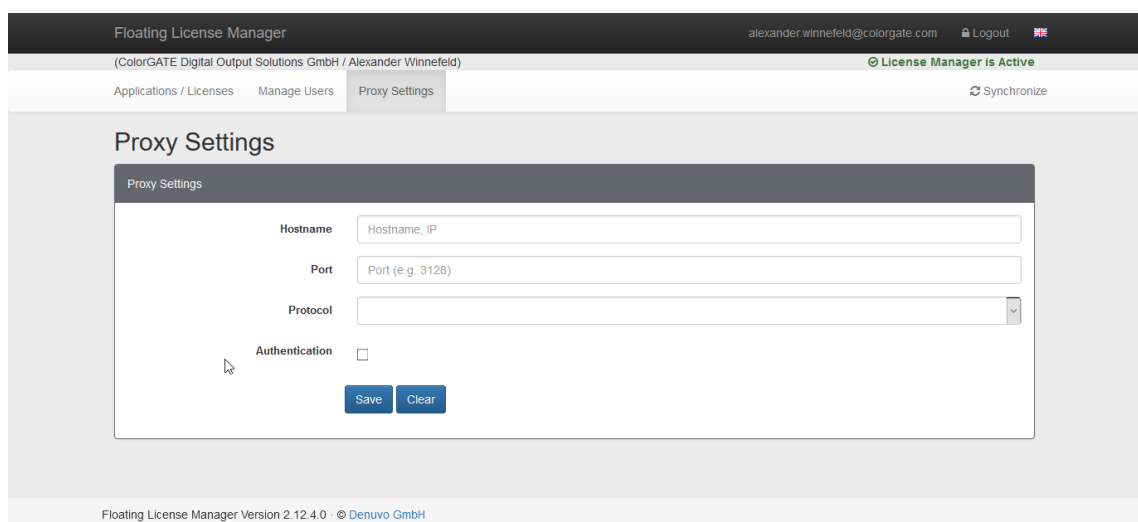 Floating License Manager alexander.winnefeld@colorgate.com Logout
(ColorGATE Digital Output Solutions GmbH / Alexander Winnefeld) License Manager is Active
Applications / Licenses Manage Users Proxy Settings Synchronize
Proxy Settings
Proxy Settings
Hostname Hostname, IP
Port Port (e.g. 3128)
Protocol
Authentication
Save Clear
Floating License Manager Version 2.12.4.0 · © Denuvo GmbH